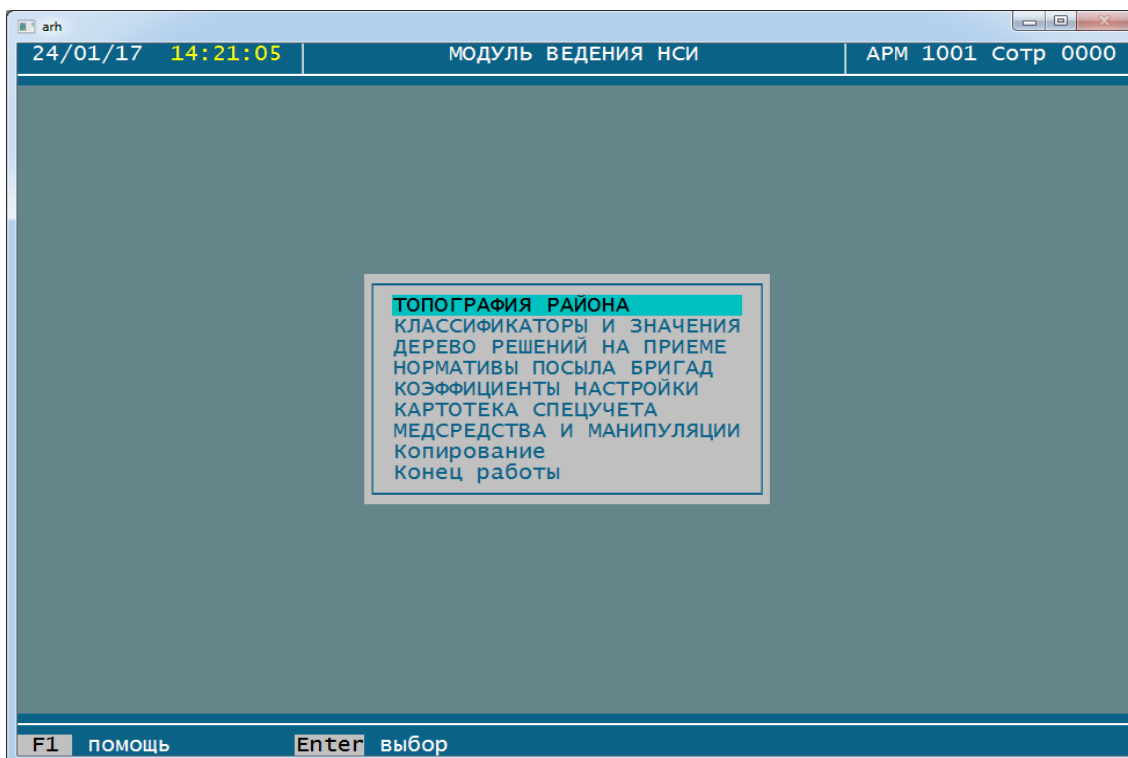 arh
24/01/17 14:21:05 МОДУЛЬ ВЕДЕНИЯ НСИ АРМ 1001 Сотр 0000
ТОПОГРАФИЯ РАЙОНА
КЛАССИФИКАТОРЫ И ЗНАЧЕНИЯ
ДЕРЕВО РЕШЕНИЙ НА ПРИЕМЕ
НОРМАТИВЫ ПОСЫЛА БРИГАД
КОЭФФИЦИЕНТЫ НАСТРОЙКИ
КАРТОТЕКА СПЕЦУЧЕТА
МЕДСРЕДСТВА И МАНИПУЛЯЦИИ
Копирование
Конец работы
F1 помощь Enter выбор